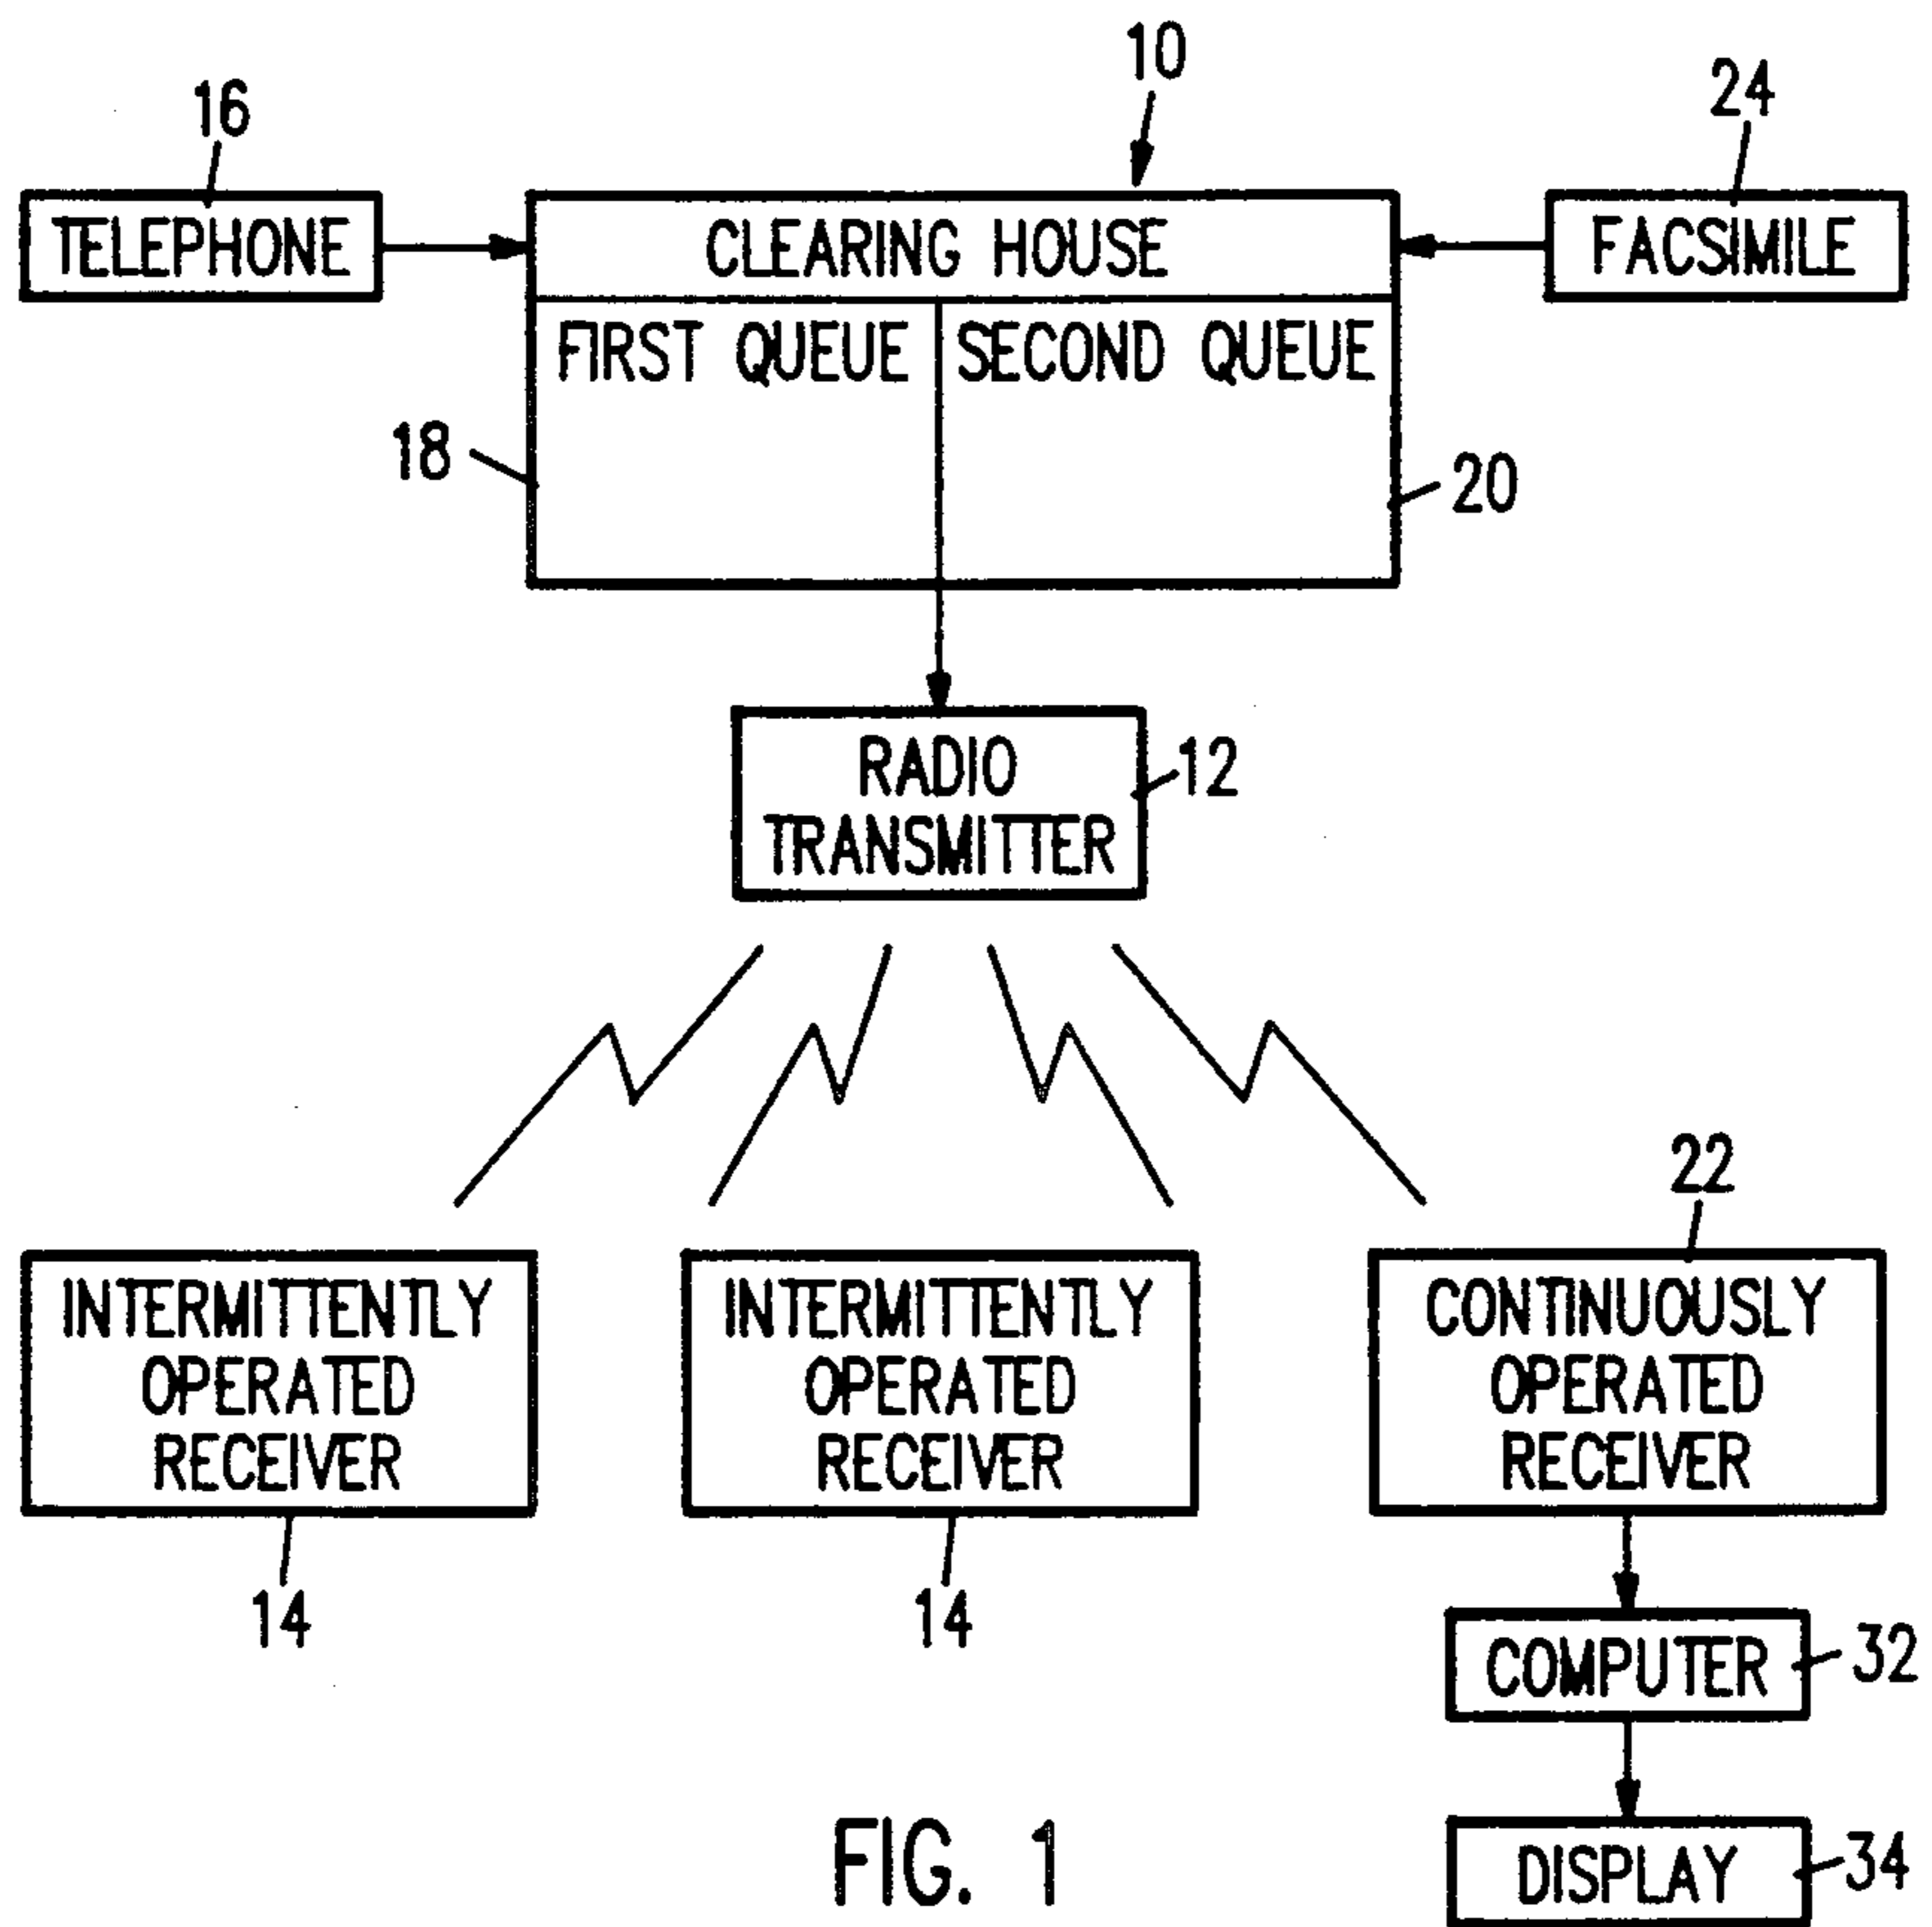 10
16
24
TELEPHONE
CLEARING HOUSE
FACSIMILE
FIRST QUEUE
SECOND QUEUE
18
20
RADIO
TRANSMITTER
12
22
INTERMITTENTLY
OPERATED
RECEIVER
INTERMITTENTLY
OPERATED
RECEIVER
CONTINUOUSLY
OPERATED
RECEIVER
14
14
COMPUTER
32
DISPLAY
34
FIG. 1